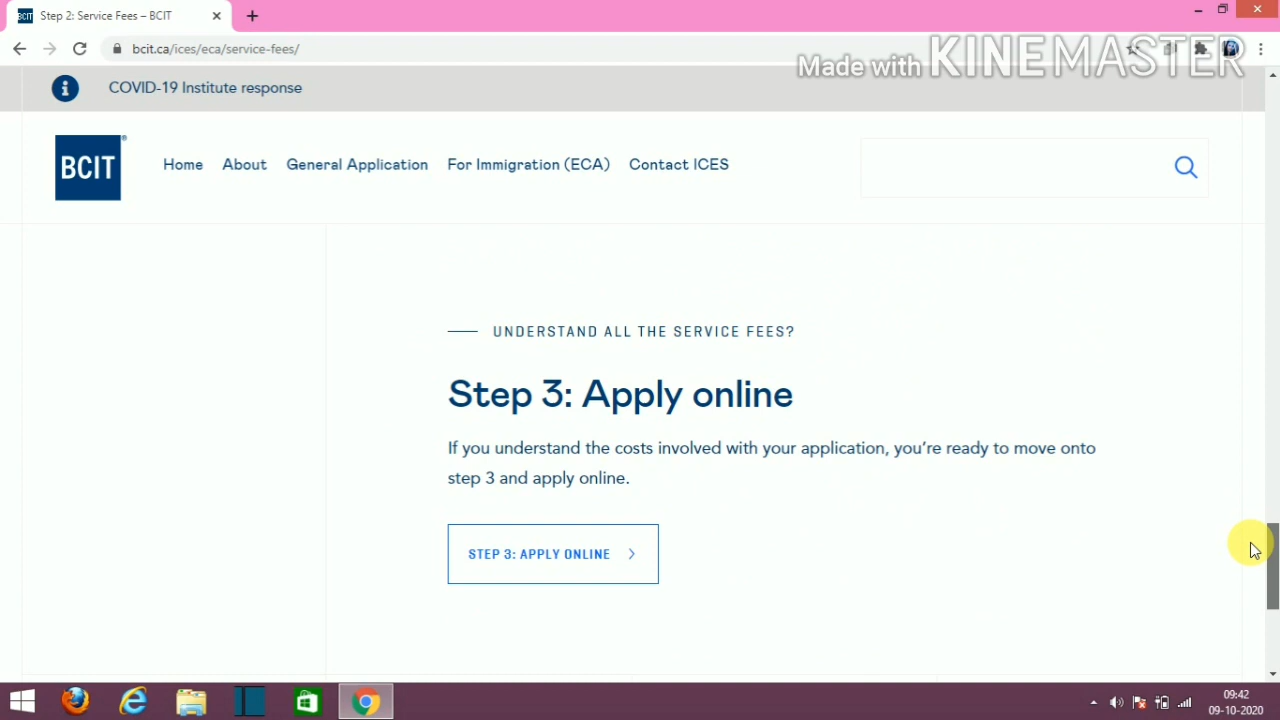 Step 2: Service Fees – BCIT
bcit.ca/ices/eca/service-fees/
Made with KINEMASTER
COVID-19 Institute response
BCIT®
Home About General Application For Immigration (ECA) Contact ICES
UNDERSTAND ALL THE SERVICE FEES?
Step 3: Apply online
If you understand the costs involved with your application, you're ready to move onto
step 3 and apply online.
STEP 3: APPLY ONLINE
09:42
09-10-2020